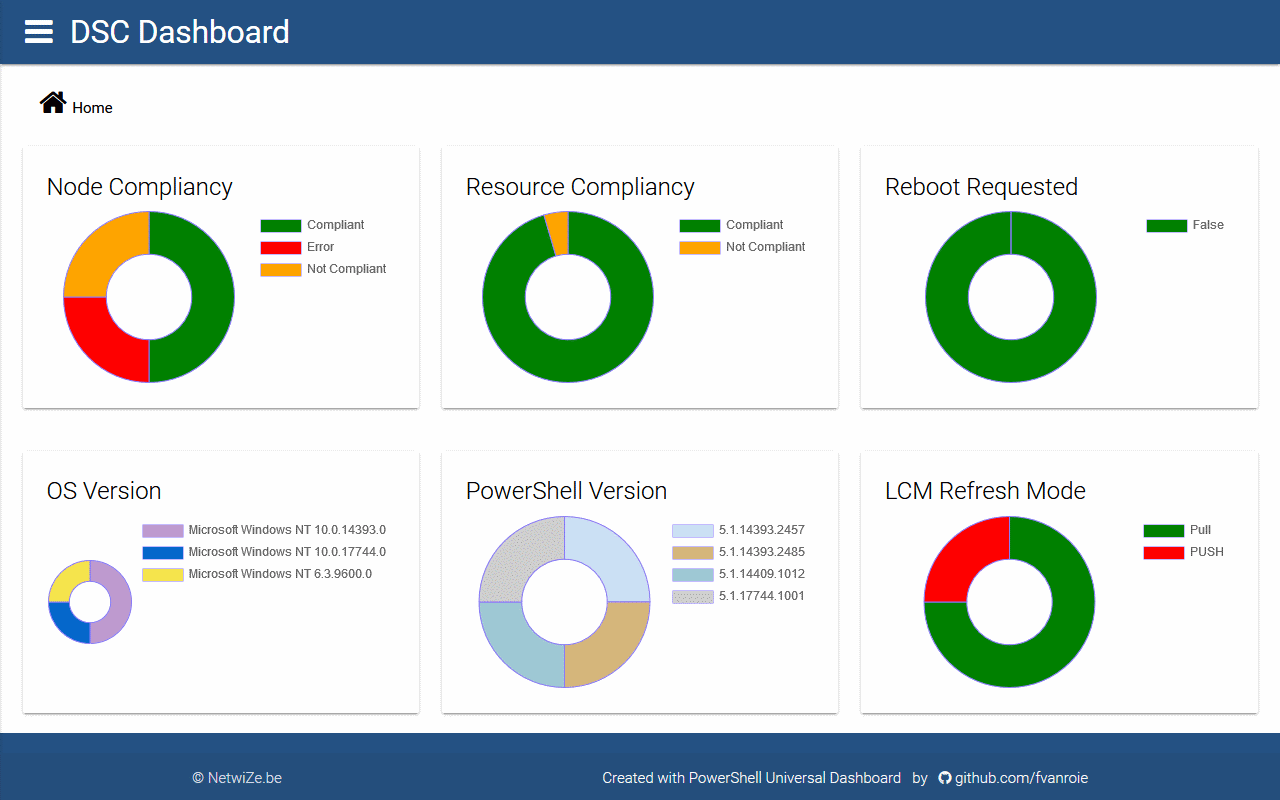 DSC Dashboard
Home
Node Compliancy
Compliant
Error
Not Compliant
Resource Compliancy
Compliant
Not Compliant
Reboot Requested
False
OS Version
Microsoft Windows NT 10.0.14393.0
Microsoft Windows NT 10.0.17744.0
Microsoft Windows NT 6.3.9600.0
PowerShell Version
5.1.14393.2457
5.1.14393.2485
5.1.14409.1012
5.1.17744.1001
LCM Refresh Mode
Pull
PUSH
© NetwiZe.be
Created with PowerShell Universal Dashboard by github.com/fvanroie